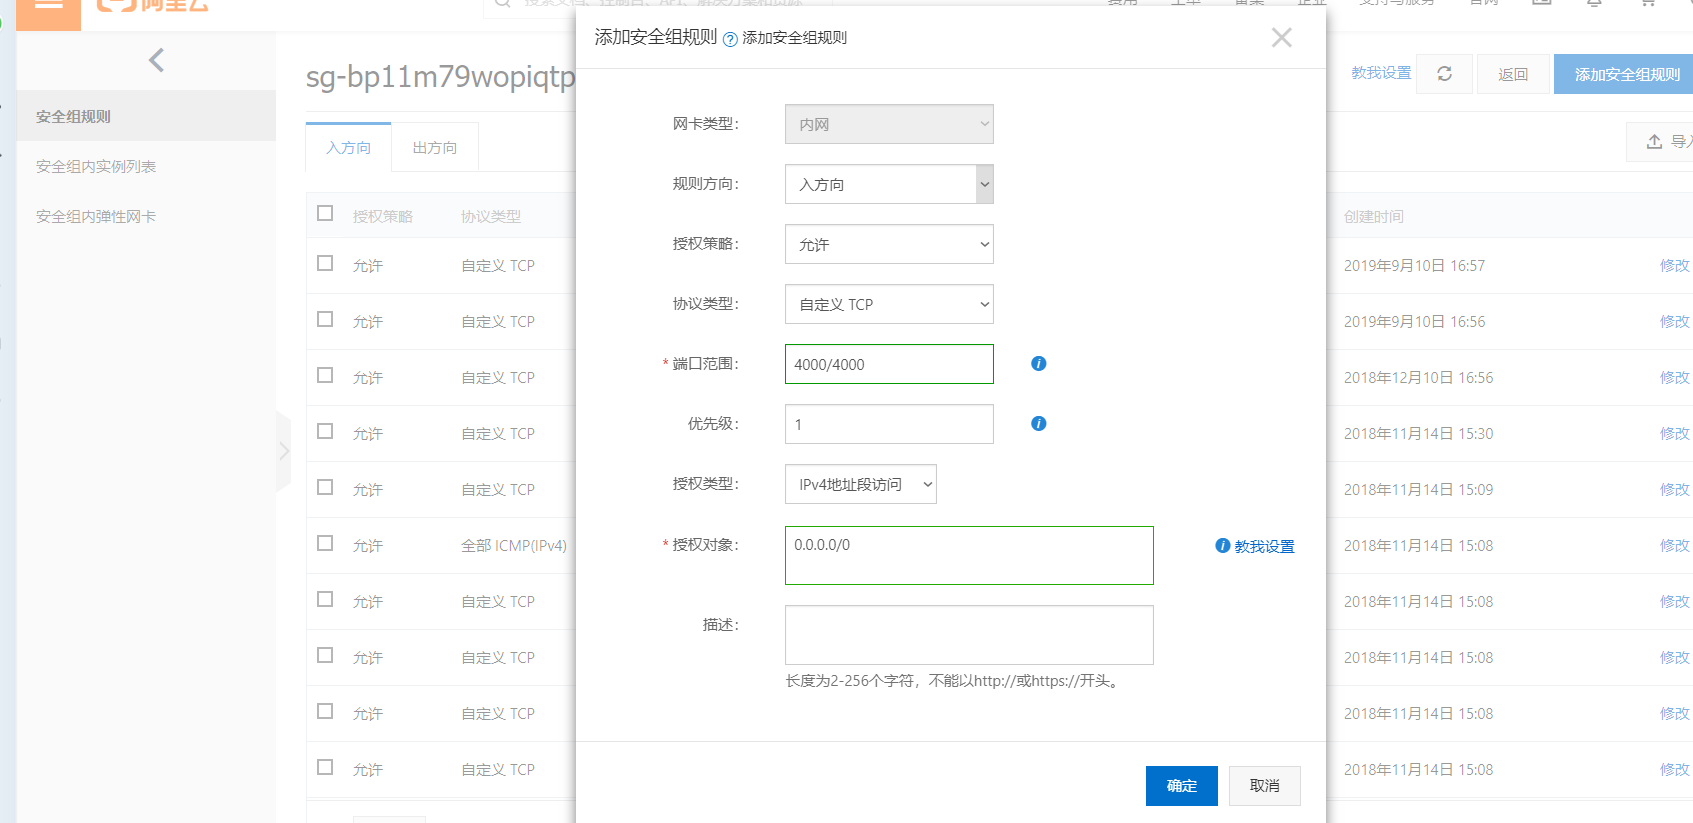 阿里云
添加安全组规则 ? 添加安全组规则
sg-bp11m79wopiqtp
教我设置
返回
添加安全组规则
安全组规则
安全组内实例列表
安全组内弹性网卡
入方向
出方向
导入
授权策略 协议类型 创建时间
允许 自定义 TCP 2019年9月10日 16:57 修改
允许 自定义 TCP 2019年9月10日 16:56 修改
允许 自定义 TCP 2018年12月10日 16:56 修改
允许 自定义 TCP 2018年11月14日 15:30 修改
允许 自定义 TCP 2018年11月14日 15:09 修改
允许 全部 ICMP(IPv4) 2018年11月14日 15:08 修改
允许 自定义 TCP 2018年11月14日 15:08 修改
允许 自定义 TCP 2018年11月14日 15:08 修改
允许 自定义 TCP 2018年11月14日 15:08 修改
允许 自定义 TCP 2018年11月14日 15:08 修改
网卡类型： 内网
规则方向： 入方向
授权策略： 允许
协议类型： 自定义 TCP
* 端口范围： 4000/4000
优先级： 1
授权类型： IPv4地址段访问
* 授权对象： 0.0.0.0/0
教我设置
描述：
长度为2-256个字符，不能以http://或https://开头。
确定
取消